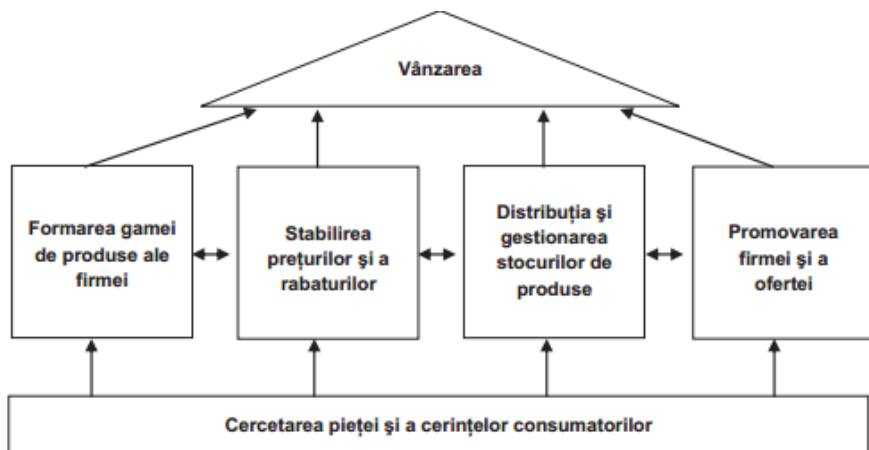 Vânzarea
Formarea gamei
de produse ale
firmei
Stabilirea
prețurilor şi a
rabaturilor
Distribuția şi
gestionarea
stocurilor de
produse
Promovarea
firmei şi a
ofertei
Cercetarea pieței şi a cerințelor consumatorilor